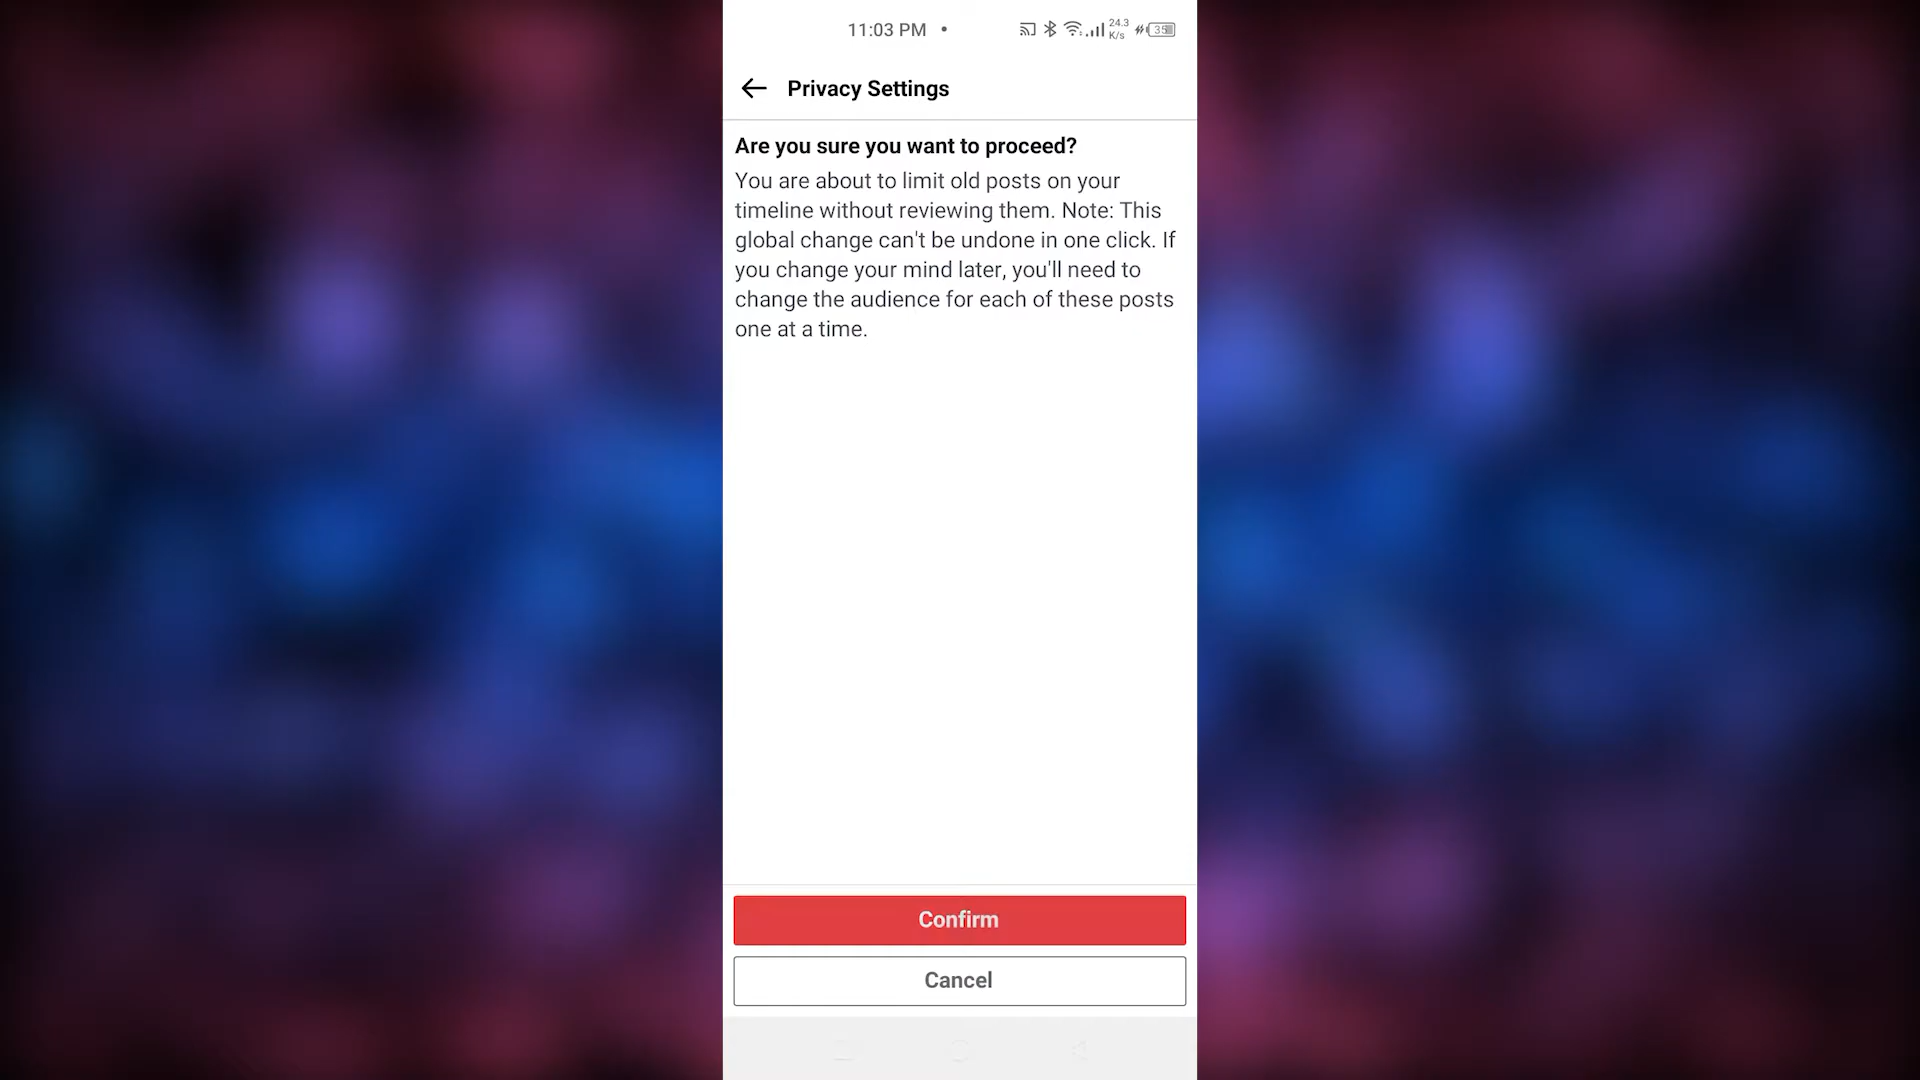 11:03 PM •
24.3
K/s
35
Privacy Settings
Are you sure you want to proceed?
You are about to limit old posts on your
timeline without reviewing them. Note: This
global change can't be undone in one click. If
you change your mind later, you'll need to
change the audience for each of these posts
one at a time.
Confirm
Cancel